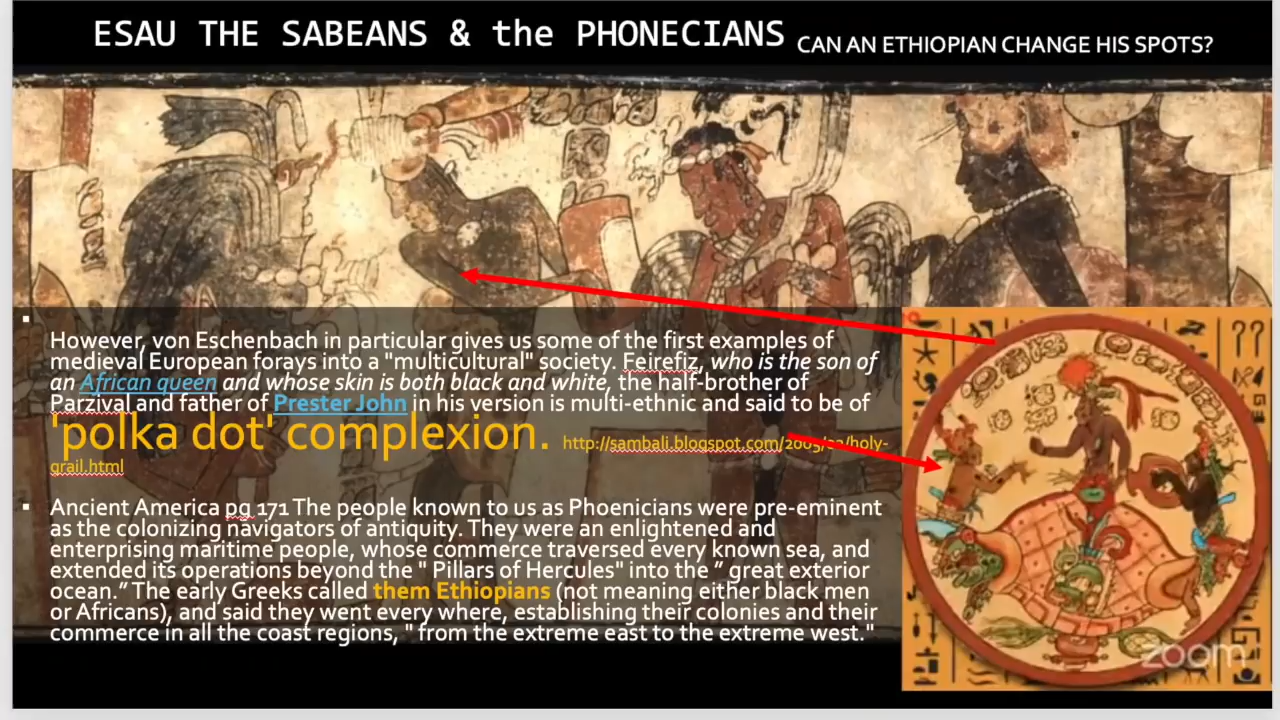 ESAU THE SABEANS & the PHONECIANS CAN AN ETHIOPIAN CHANGE HIS SPOTS?
However, von Eschenbach in particular gives us some of the first examples of
medieval European forays into a "multicultural" society. Feirefiz, who is the son of
an African queen and whose skin is both black and white, the half-brother of
Parzival and father of Prester John in his version is multi-ethnic and said to be of
'polka dot' complexion. http://sambali.blogspot.com/2005/03/holy-
grail.html
Ancient America pg 171 The people known to us as Phoenicians were pre-eminent
as the colonizing navigators of antiquity. They were an enlightened and
enterprising maritime people, whose commerce traversed every known sea, and
extended its operations beyond the " Pillars of Hercules" into the ” great exterior
ocean.” The early Greeks called them Ethiopians (not meaning either black men
or Africans), and said they went every where, establishing their colonies and their
commerce in all the coast regions, " from the extreme east to the extreme west."
zoom